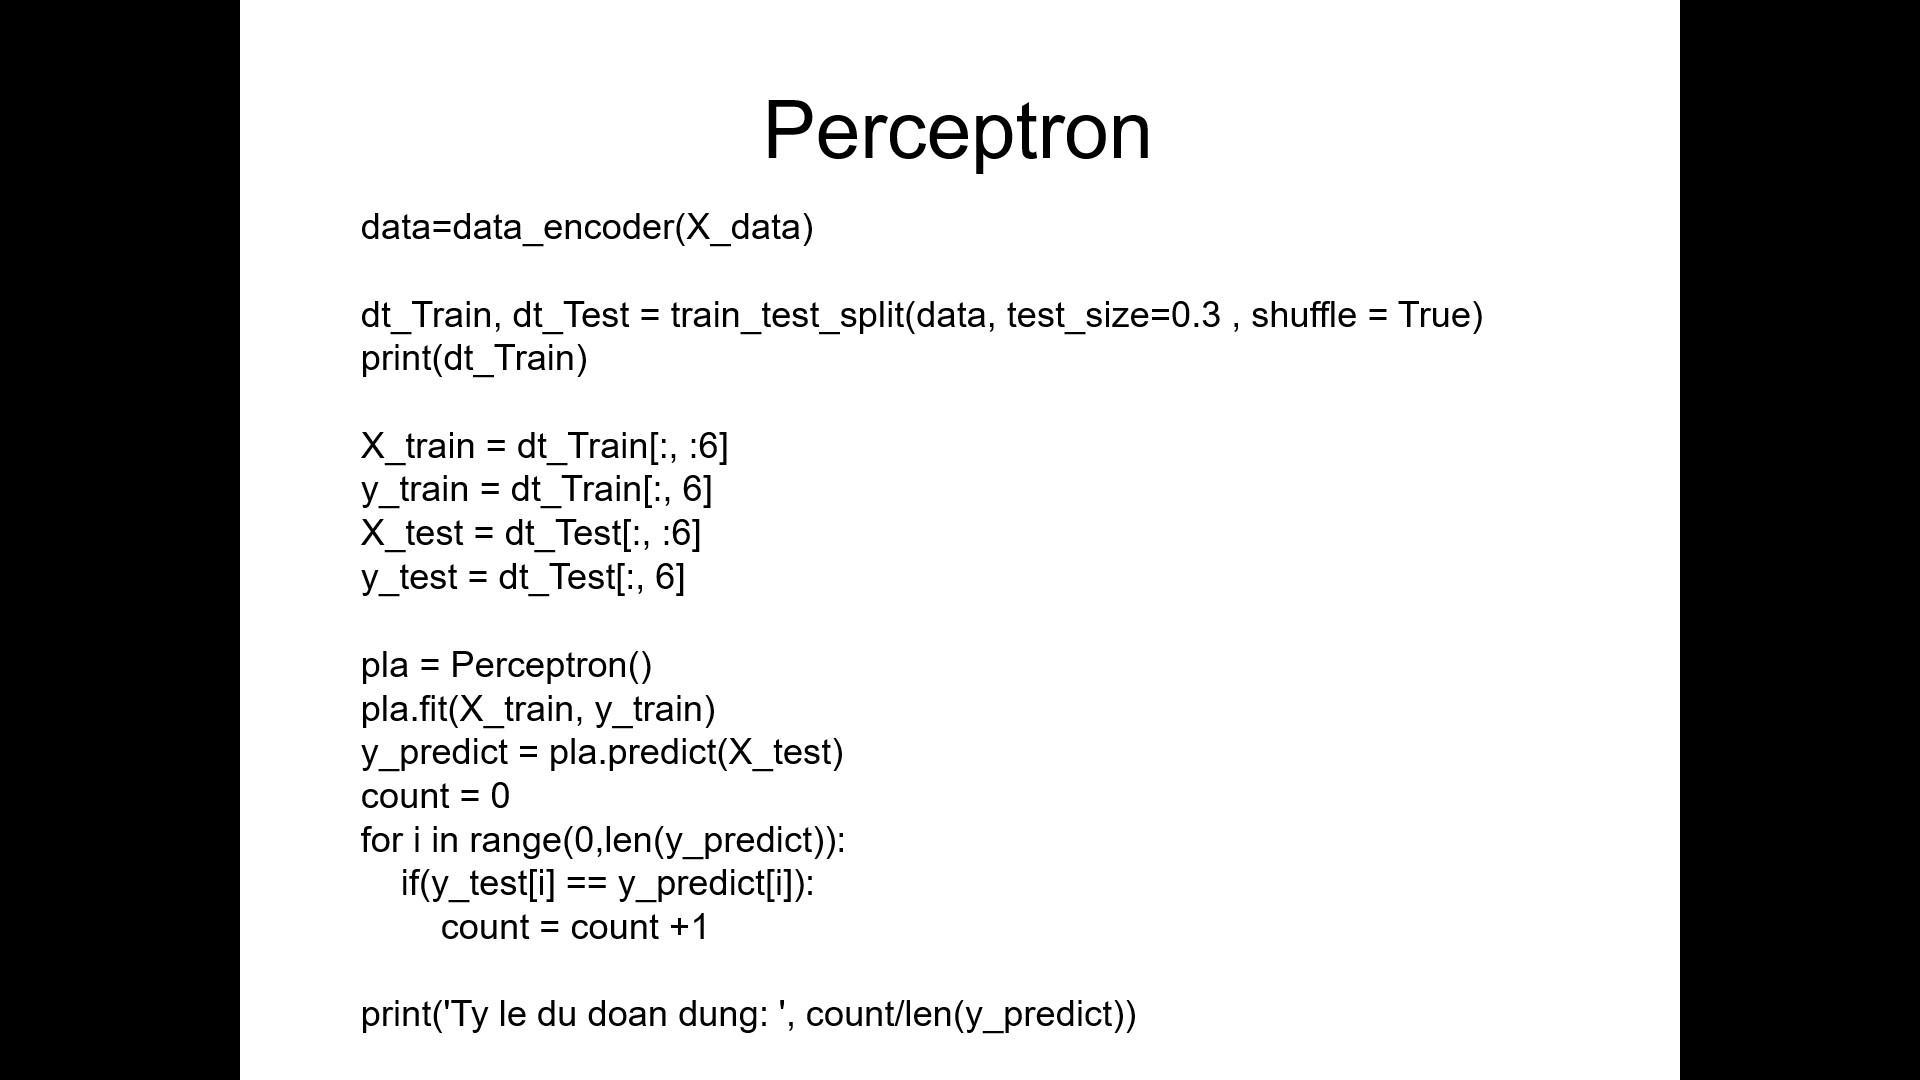 Perceptron
data=data_encoder(X_data)
dt_Train, dt_Test = train_test_split(data, test_size=0.3 , shuffle = True)
print(dt_Train)
X_train = dt_Train[:, :6]
y_train = dt_Train[:, 6]
X_test = dt_Test[:, :6]
y_test = dt_Test[:, 6]
pla = Perceptron()
pla.fit(X_train, y_train)
y_predict = pla.predict(X_test)
count = 0
for i in range(0,len(y_predict)):
    if(y_test[i] == y_predict[i]):
        count = count +1
print('Ty le du doan dung: ', count/len(y_predict))